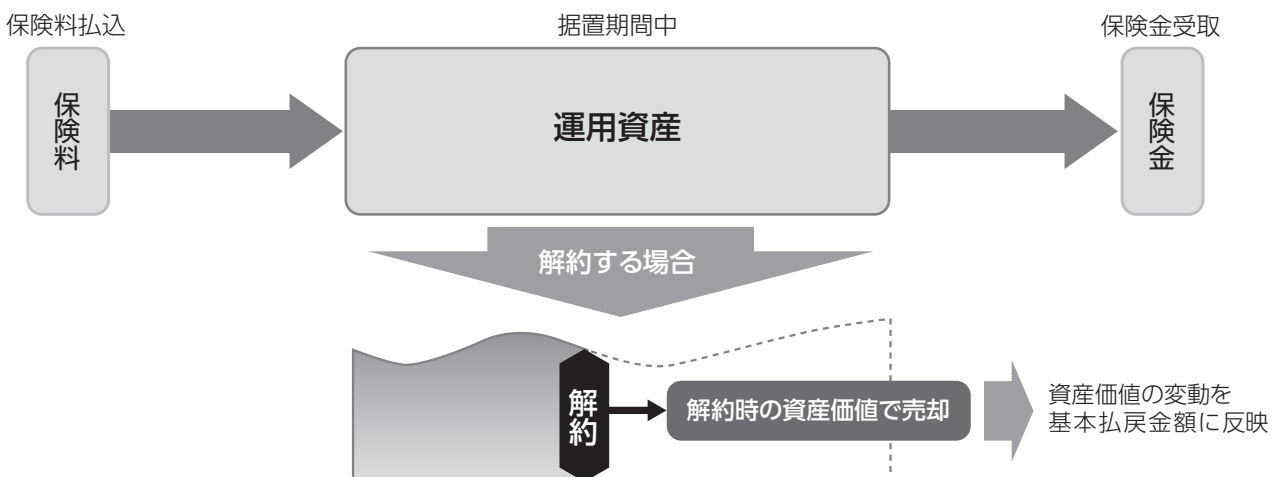 保険料払込
据置期間中
保険金受取
保険料
運用資産
保険金
解約する場合
解約
解約時の資産価値で売却
資産価値の変動を
基本払戻金額に反映